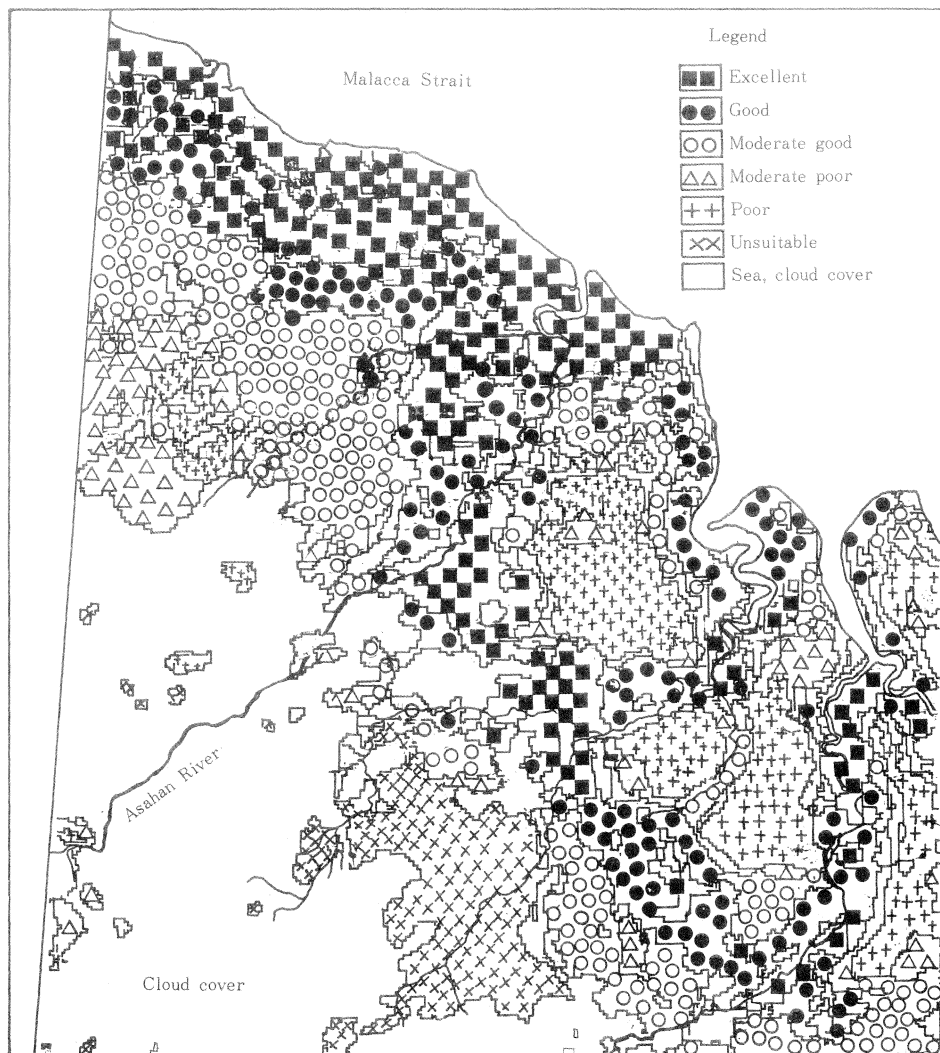 Legend
Malacca Strait
Excellent
Good
Moderate good
Moderate poor
Poor
Unsuitable
Sea, cloud cover
Asahan River
Cloud cover